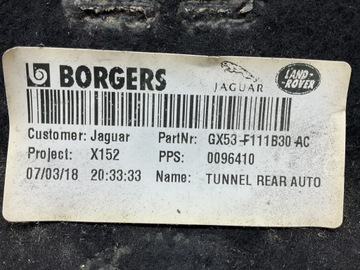 BORGERS
JAGUAR
LAND-
ROVER
Customer: Jaguar PartNr: GX53-F111B30-AC
Project: X152 PPS: 0096410
07/03/18 20:33:33 Name: TUNNEL REAR AUTO